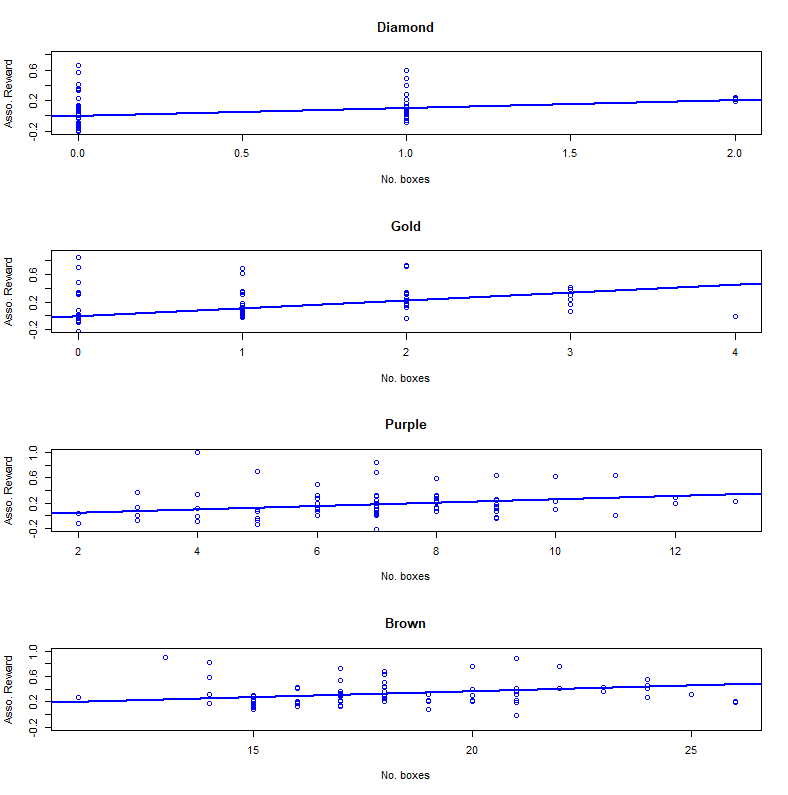 Diamond
Asso. Reward
-0.2 0.2 0.6
0.0 0.5 1.0 1.5 2.0
No. boxes
Gold
Asso. Reward
-0.2 0.2 0.6
0 1 2 3 4
No. boxes
Purple
Asso. Reward
-0.2 0.2 0.6 1.0
2 4 6 8 10 12
No. boxes
Brown
Asso. Reward
-0.2 0.2 0.6 1.0
15 20 25
No. boxes